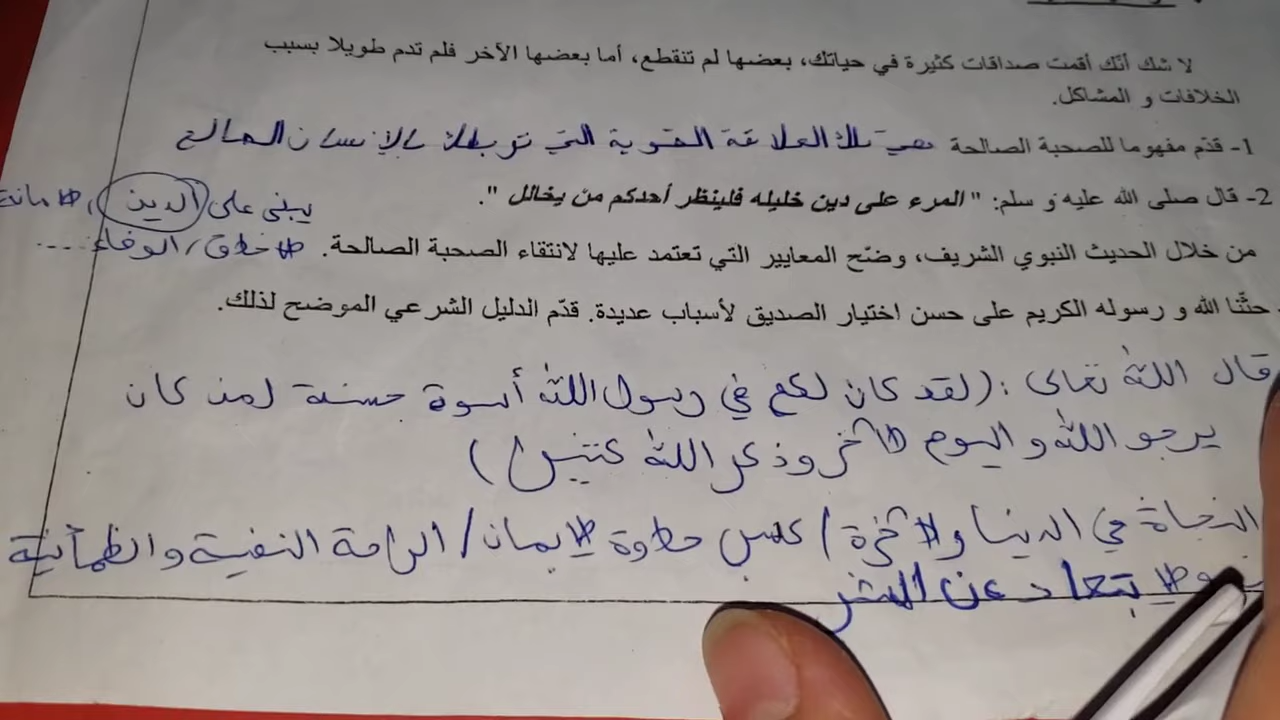 لا شك أنّك أقمت صداقات كثيرة في حياتك، بعضها لم تنقطع، أما بعضها الآخر فلم تدم طويلا بسبب
الخلافات و المشاكل.
1- قدّم مفهوما للصحبة الصالحة هي تلك العلاقة القوية التي تربطك بالإنسان الصالح
2- قال صلى الله عليه و سلم: " المرء على دين خليله فلينظر أحدكم من يخالل ". يبنى على الدين،
من خلال الحديث النبوي الشريف، وضّح المعايير التي تعتمد عليها لانتقاء الصحبة الصالحة. الأخلاق / الوفاء ....
حثّنا الله و رسوله الكريم على حسن اختيار الصديق لأسباب عديدة. قدّم الدليل الشرعي الموضح لذلك.
قال الله تعالى : (لقد كان لكم في رسول الله أسوة حسنة لمن كان
يرجو الله و اليوم الآخر وذكر الله كثيرا)
النجاة في الدنيا والآخرة / كسب حلاوة الإيمان / الراحة النفسية والطمأنينة
الإبتعاد عن الشر